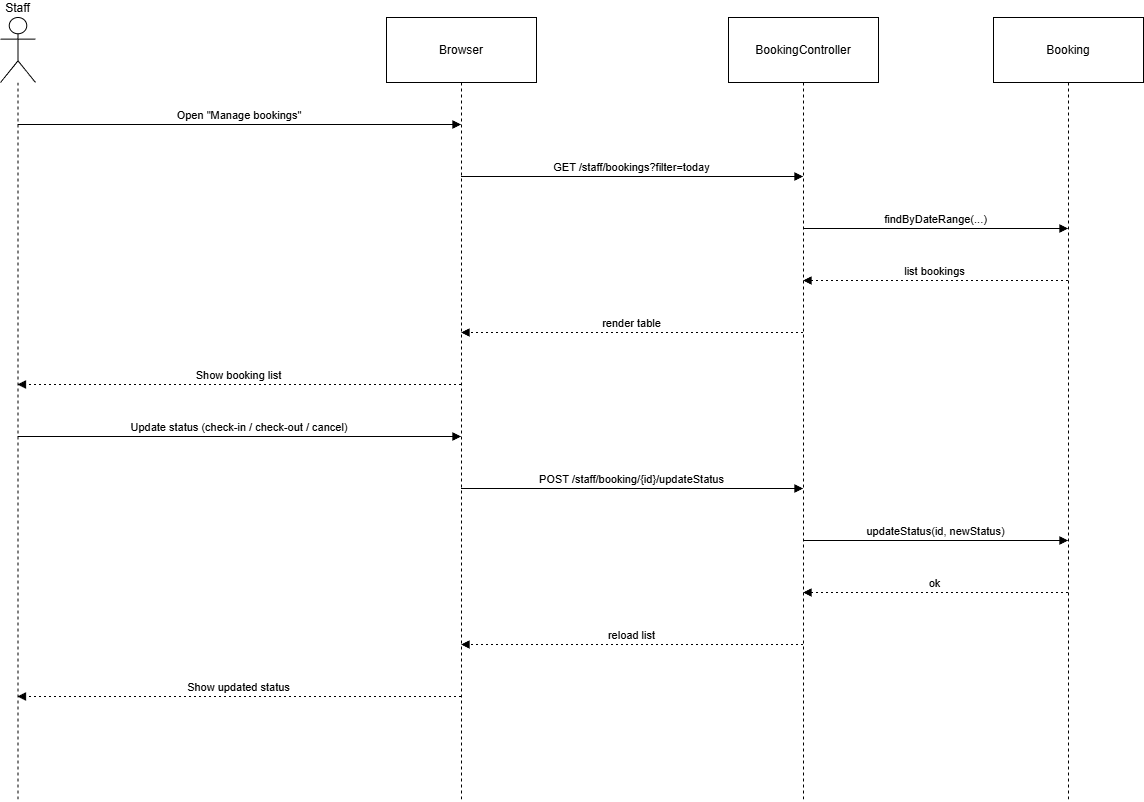 Staff
Browser
BookingController
Booking
Open "Manage bookings"
GET /staff/bookings?filter=today
findByDateRange(...)
list bookings
render table
Show booking list
Update status (check-in / check-out / cancel)
POST /staff/booking/{id}/updateStatus
updateStatus(id, newStatus)
ok
reload list
Show updated status